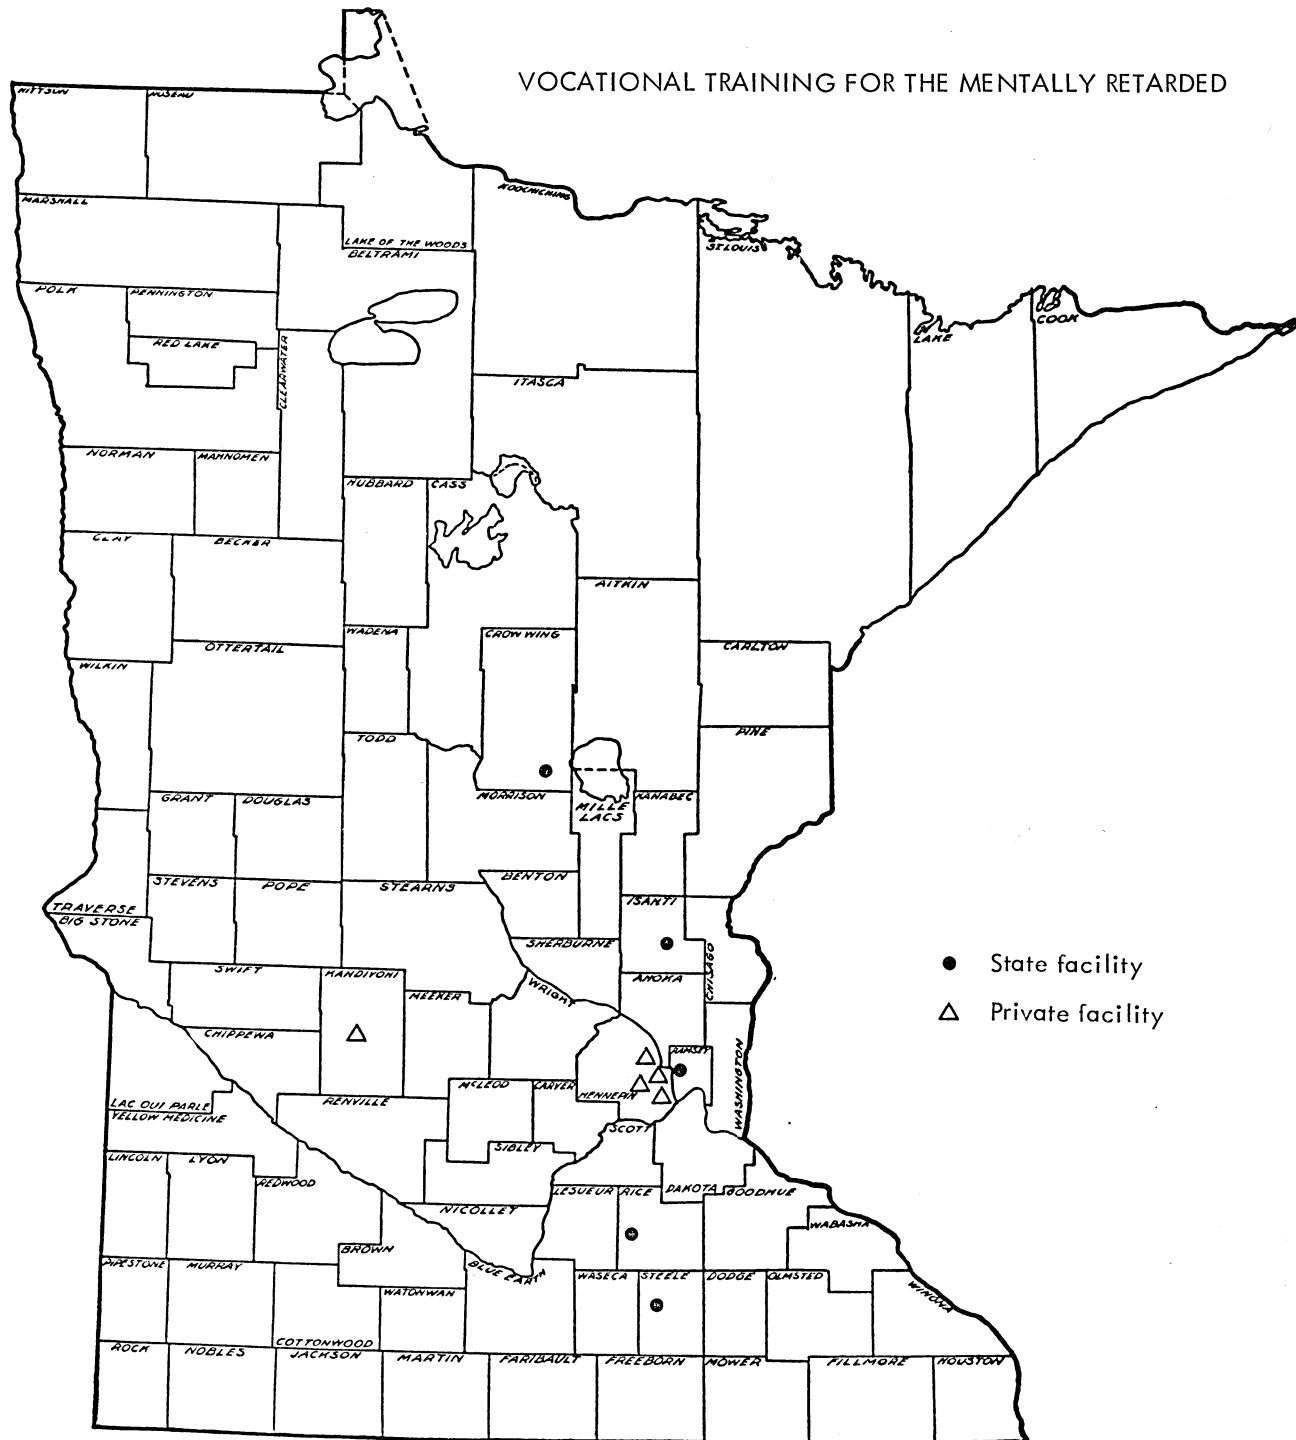 VOCATIONAL TRAINING FOR THE MENTALLY RETARDED
KITTSON
ROSEAU
KOOCHICHING
MARSHALL
LAKE OF THE WOODS
BELTRAMI
ST. LOUIS
POLK
PENNINGTON
RED LAKE
CLEARWATER
LAKE
COOK
ITASCA
NORMAN
MAHNOMEN
HUBBARD
CASS
CLAY
BECKER
AITKIN
WADENA
CROW WING
OTTERTAIL
CARLTON
WILKIN
TODD
PINE
GRANT
DOUGLAS
MORRISON
MILLE
LACS
KANABEC
STEVENS
POPE
STEARNS
BENTON
ISANTI
TRAVERSE
BIG STONE
SHERBURNE
CHISAGO
State facility
SWIFT
KANDIYOHI
MEEKER
WRIGHT
ANOKA
Private facility
CHIPPEWA
RAMSEY
WASHINGTON
LAC QUI PARLE
YELLOW MEDICINE
RENVILLE
McLEOD
CARVER
HENNEPIN
SCOTT
SIBLEY
LINCOLN
LYON
REDWOOD
LESUEUR
RICE
DAKOTA
GOODHUE
NICOLLET
WABASHA
BROWN
PIPESTONE
MURRAY
BLUE EARTH
WASECA
STEELE
DODGE
OLMSTED
WINONA
WATONWAN
COTTONWOOD
ROCK
NOBLES
JACKSON
MARTIN
FARIBAULT
FREEBORN
MOWER
FILLMORE
HOUSTON